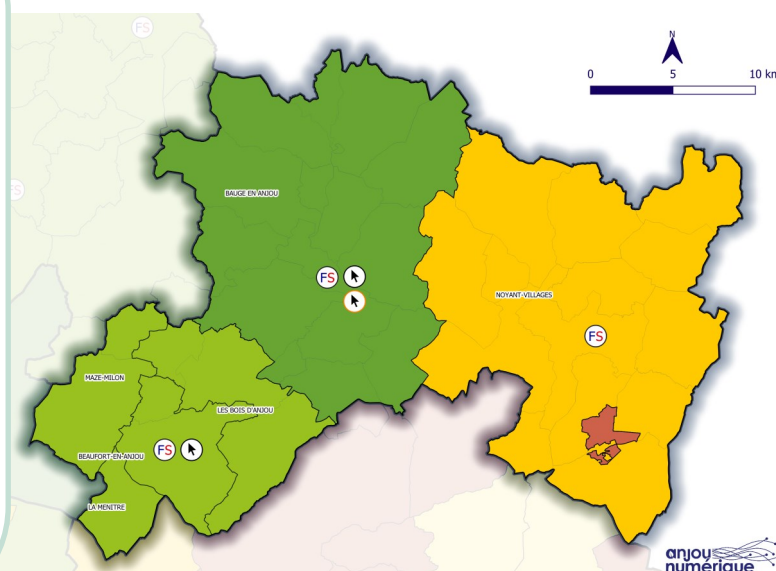 FS
N
0 5 10 km
BAUGE EN ANJOU
FS
FS
NOYANT-VILLAGES
FS
MAZE-MILON
LES BOIS D'ANJOU
FS
BEAUFORT-EN-ANJOU
LA MENITRE
anjou
numérique